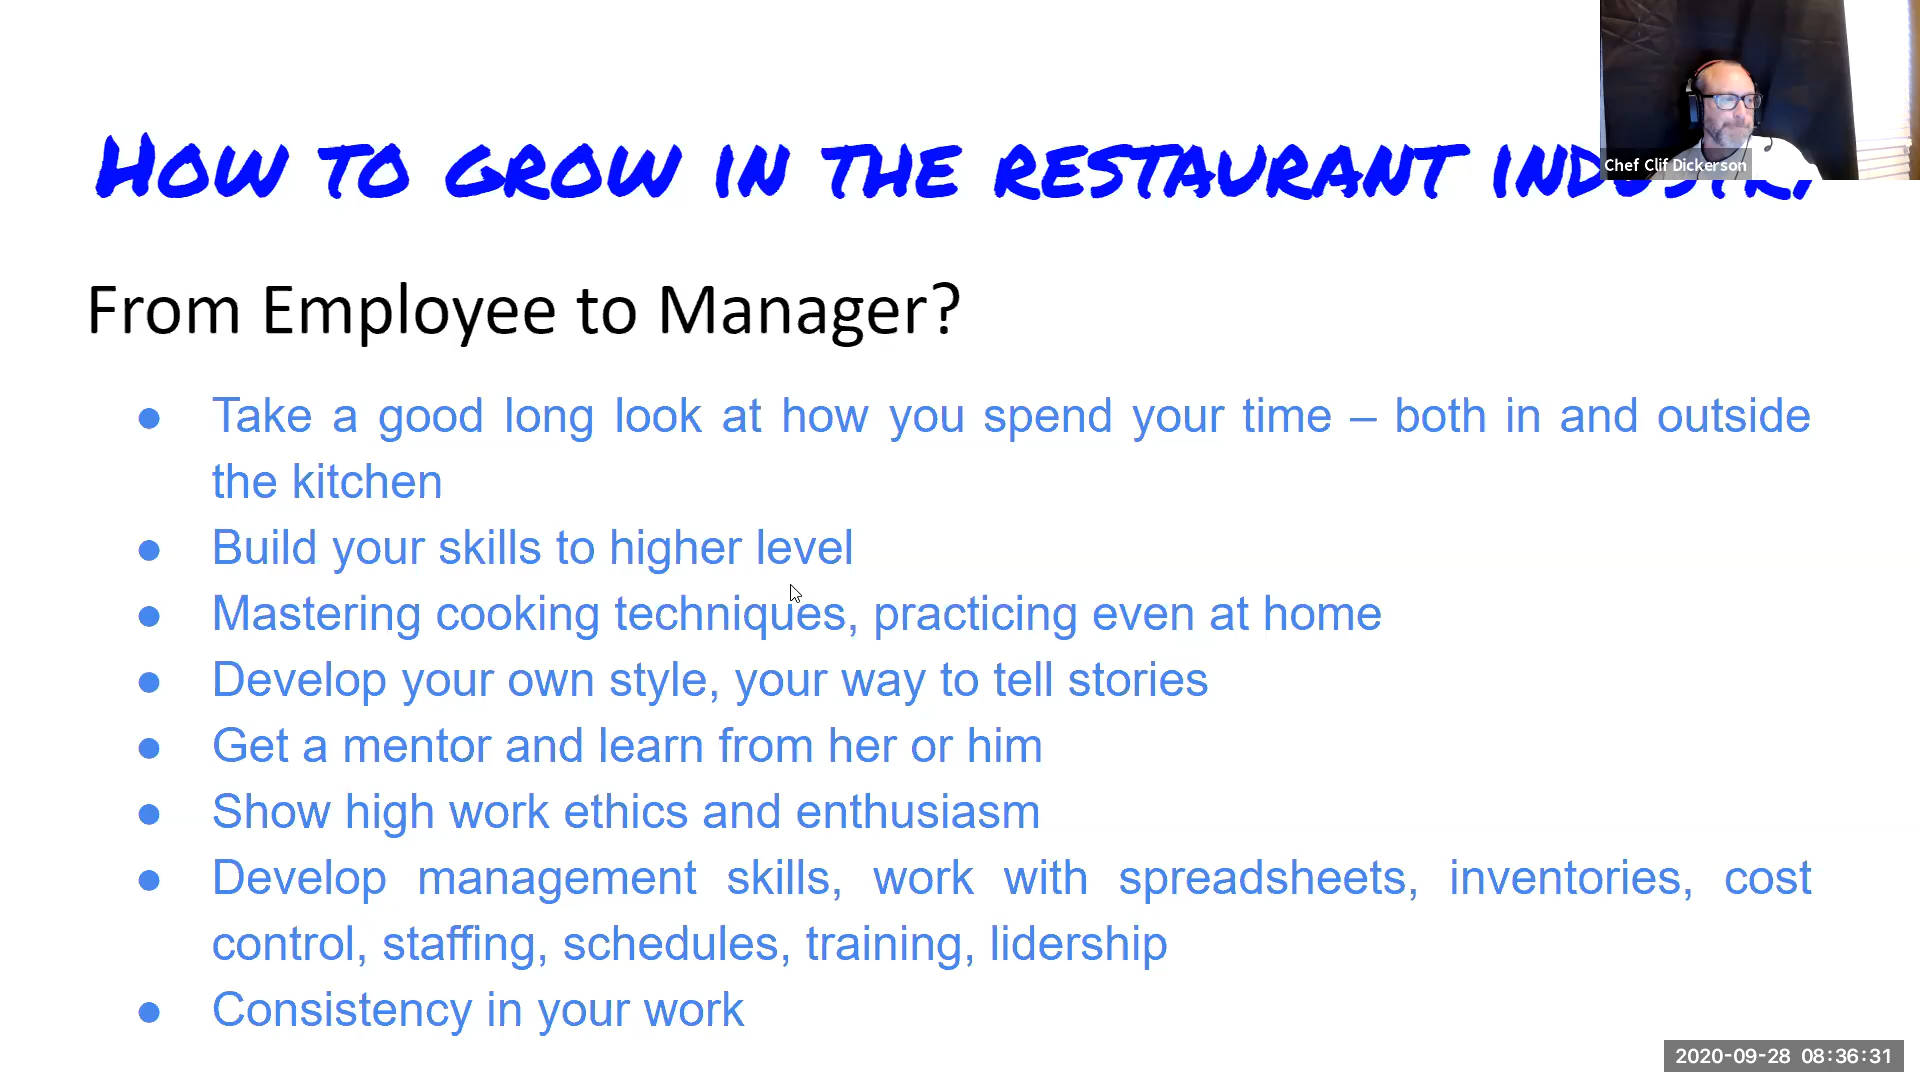 How to grow in the restaurant
Chef Clif Dickerson
From Employee to Manager?
● Take a good long look at how you spend your time – both in and outside
the kitchen
● Build your skills to higher level
● Mastering cooking techniques, practicing even at home
● Develop your own style, your way to tell stories
● Get a mentor and learn from her or him
● Show high work ethics and enthusiasm
● Develop management skills, work with spreadsheets, inventories, cost
control, staffing, schedules, training, lidership
● Consistency in your work
2020-09-28 08:36:31